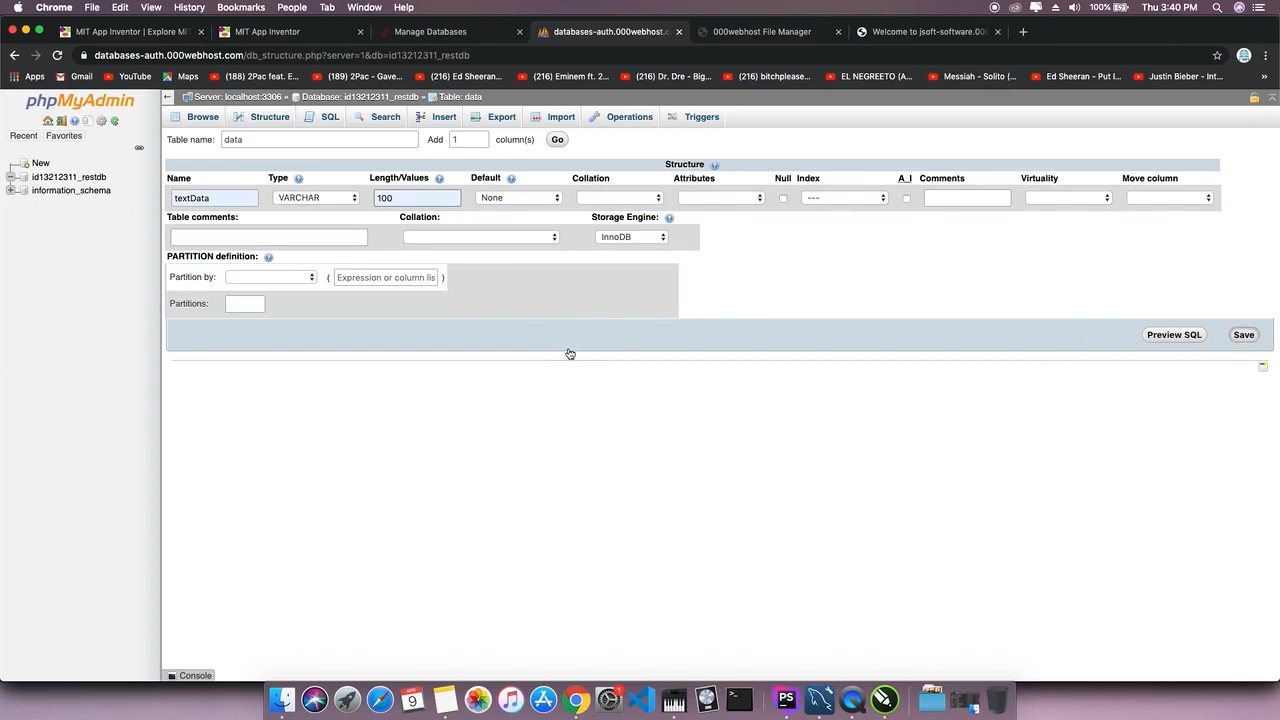 Chrome File Edit View History Bookmarks People Tab Window Help 100% Thu 3:40 PM
MIT App Inventor | Explore MIT MIT App Inventor Manage Databases databases-auth.000webhost.c 000webhost File Manager Welcome to jsoft-software.00
databases-auth.000webhost.com/db_structure.php?server=1&db=id13212311_restdb
Apps Gmail YouTube Maps (188) 2Pac feat. E... (189) 2Pac - Gave... (216) Ed Sheeran... (216) Eminem ft. 2... (216) Dr. Dre - Big... (216) bitchplease... EL NEGREETO (A... Messiah - Solito (... Ed Sheeran - Put I... Justin Bieber - Int... »
phpMyAdmin
Recent Favorites
New
id13212311_restdb
information_schema
Server: localhost:3306 » Database: id13212311_restdb » Table: data
Browse Structure SQL Search Insert Export Import Operations Triggers
Table name: data Add 1 column(s) Go
Structure
Name Type Length/Values Default Collation Attributes Null Index A_I Comments Virtuality Move column
textData VARCHAR 100 None ---
Table comments: Collation: Storage Engine:
InnoDB
PARTITION definition:
Partition by: ( Expression or column lis )
Partitions:
Preview SQL Save
Console
APR
9
1
PS